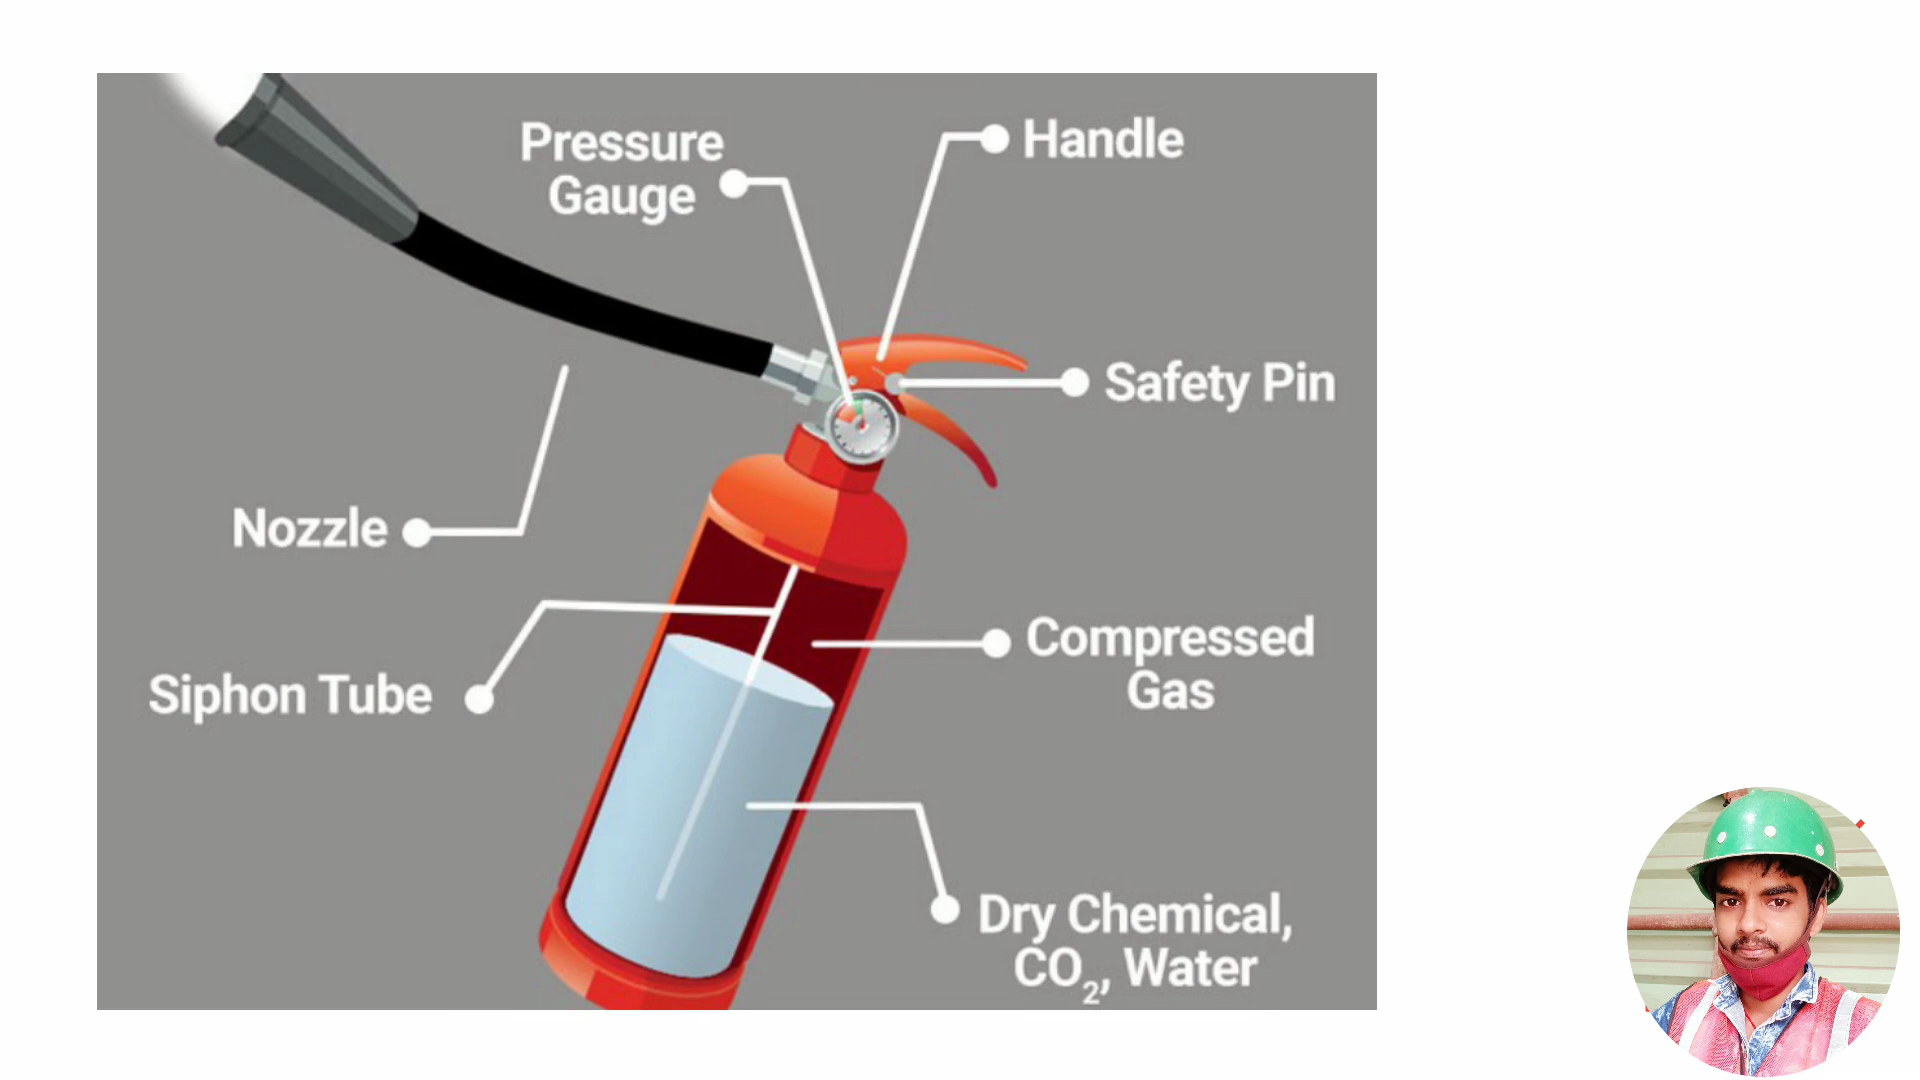 Pressure
Gauge
Handle
Safety Pin
Nozzle
Siphon Tube
Compressed
Gas
Dry Chemical,
CO₂, Water